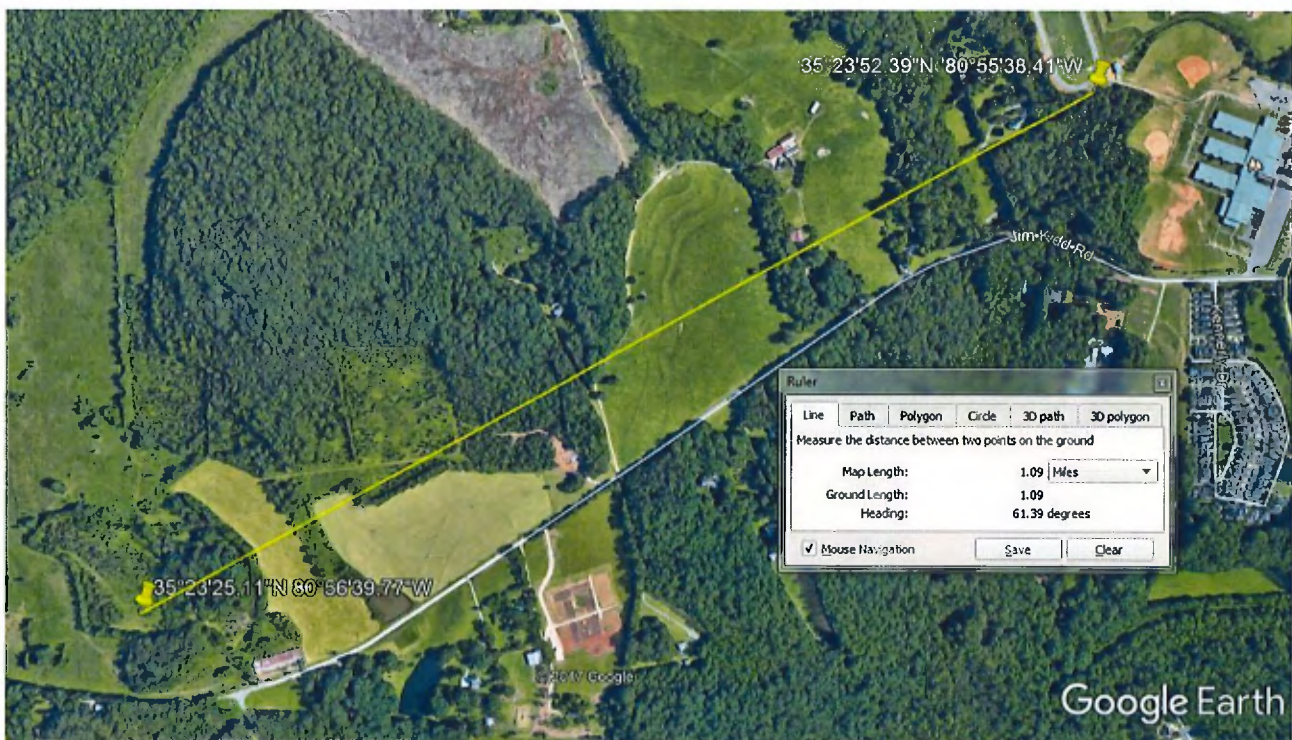 35°23'52.39"N 80°55'38.41"W
Jim-Kidd-Rd
Ruler
Line Path Polygon Circle 3D path 3D polygon
Measure the distance between two points on the ground
Map Length: 1.09 Miles
Ground Length: 1.09
Heading: 61.39 degrees
Mouse Navigation Save Clear
35°23'25.11"N 80°56'39.77"W
© 2017 Google
Google Earth